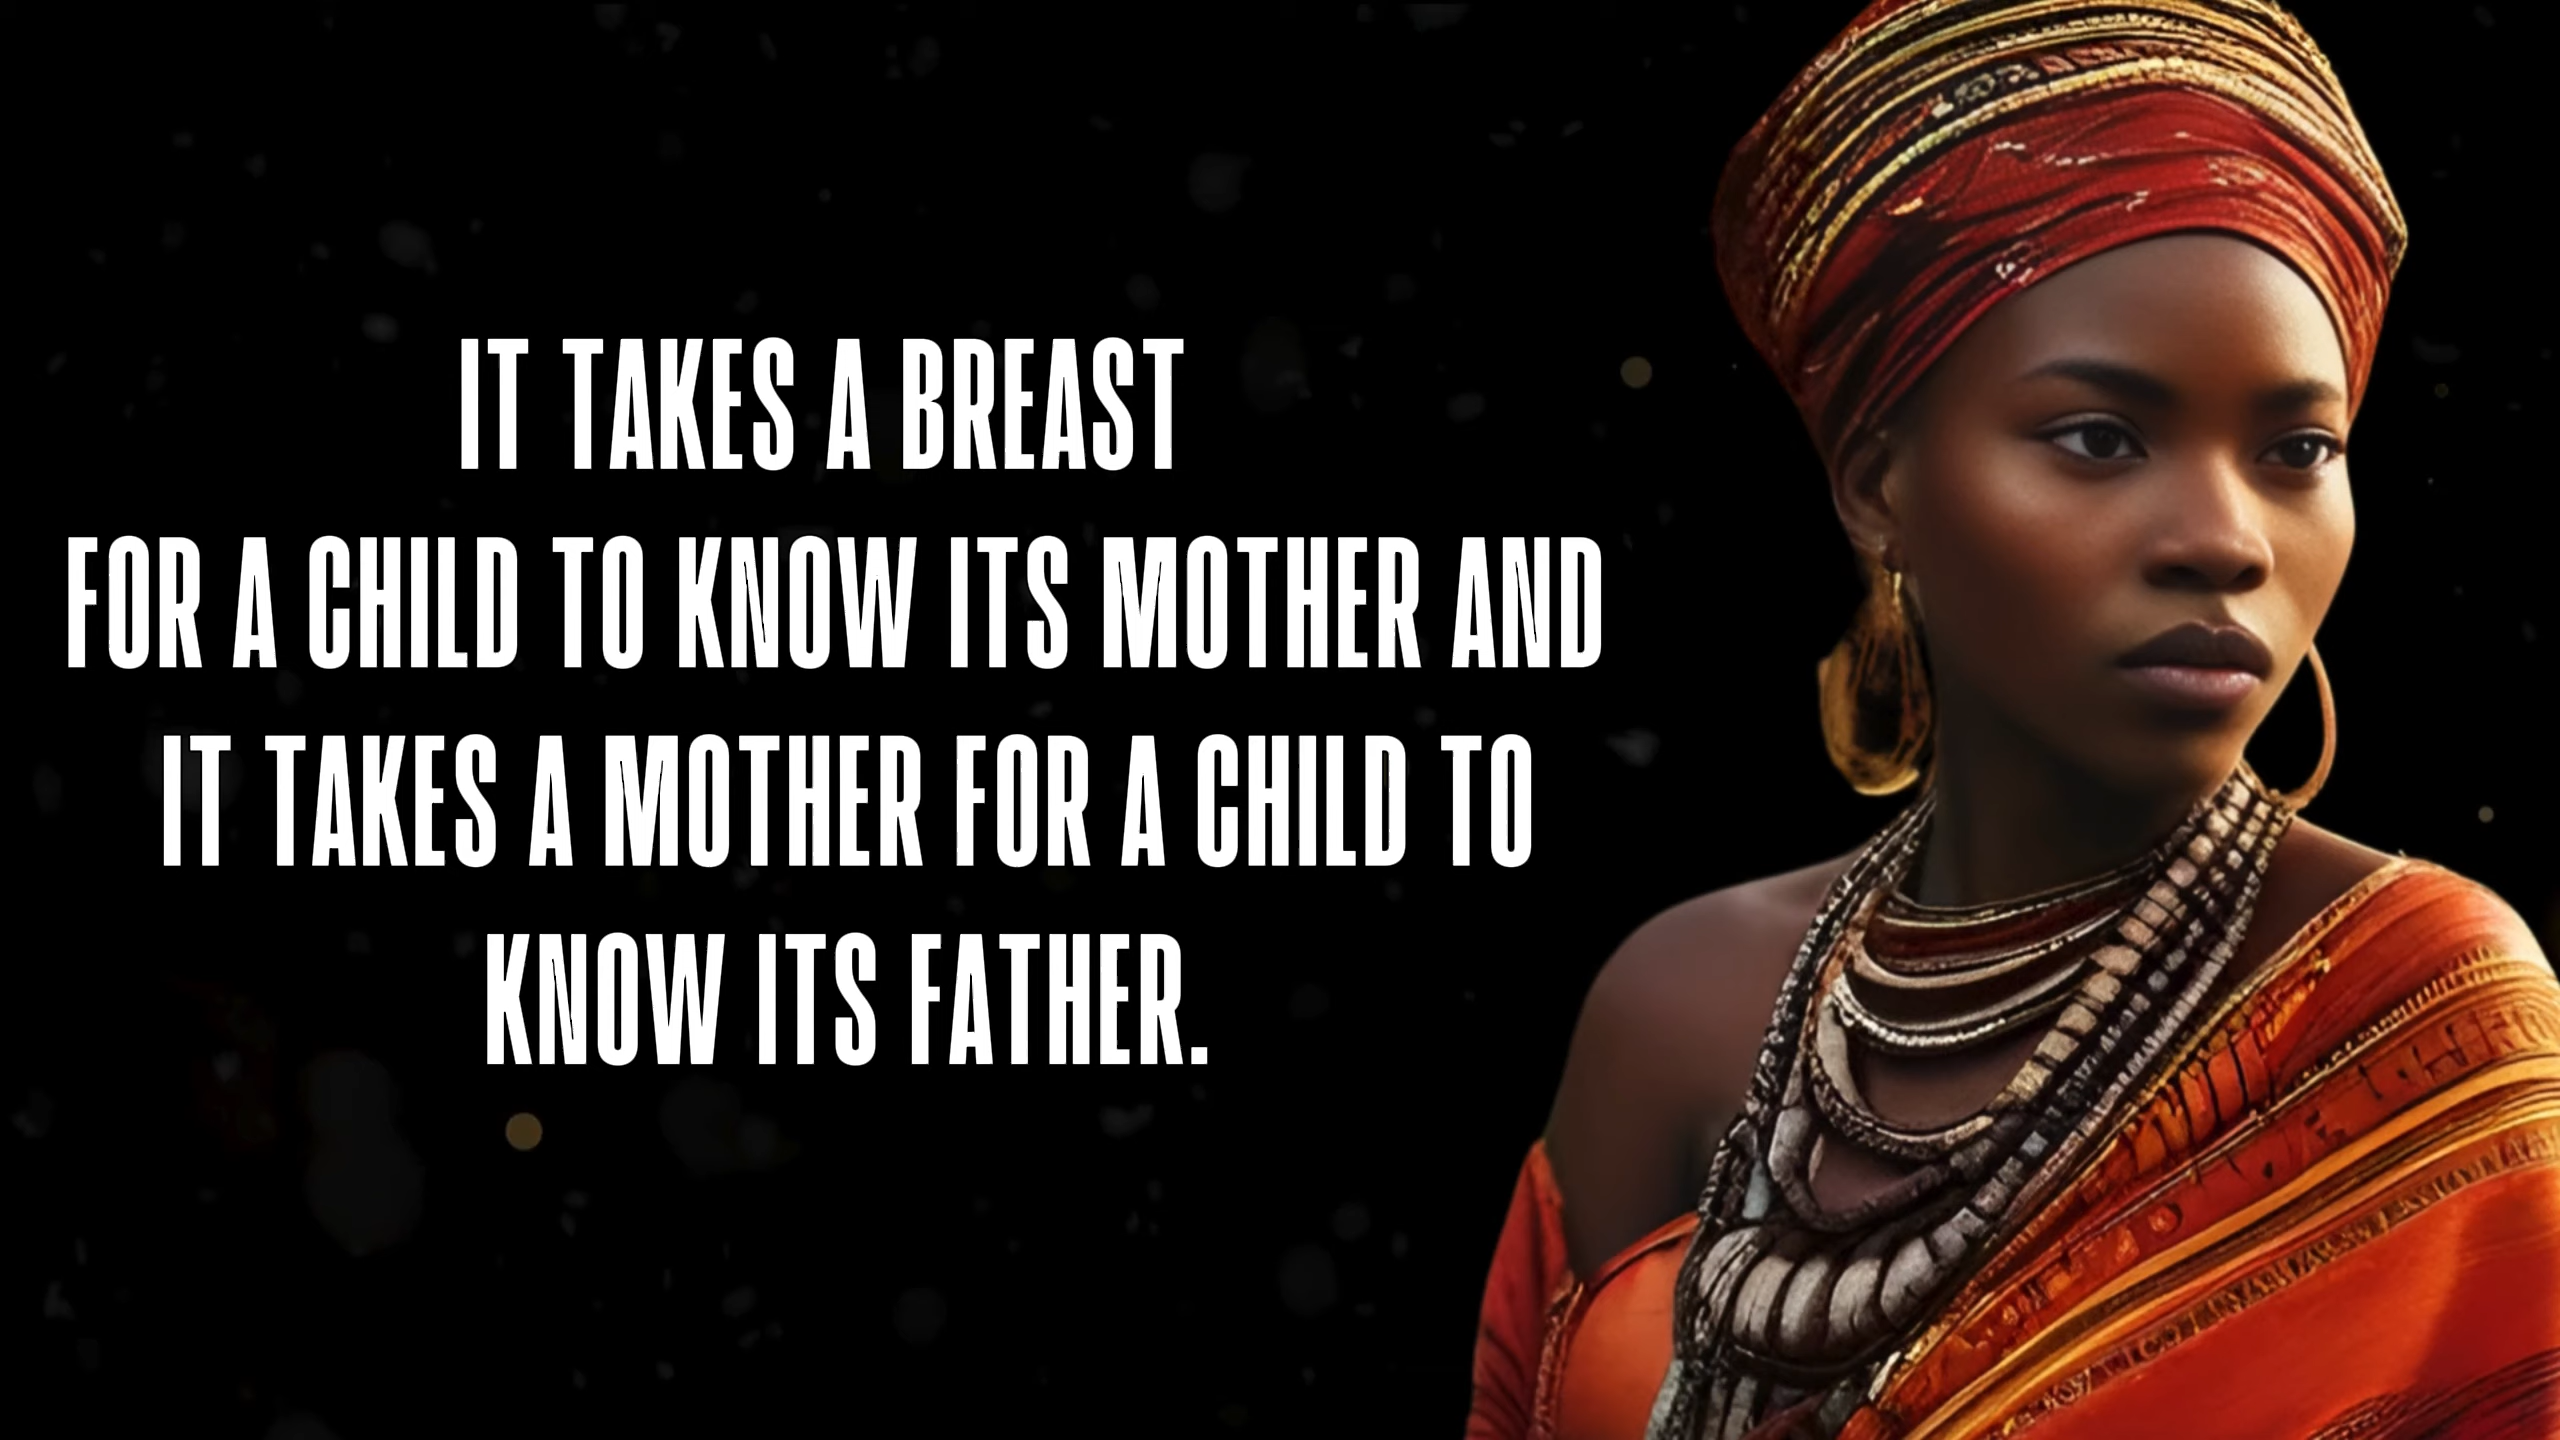 IT TAKES A BREAST
FOR A CHILD TO KNOW ITS MOTHER AND
IT TAKES A MOTHER FOR A CHILD TO
KNOW ITS FATHER.